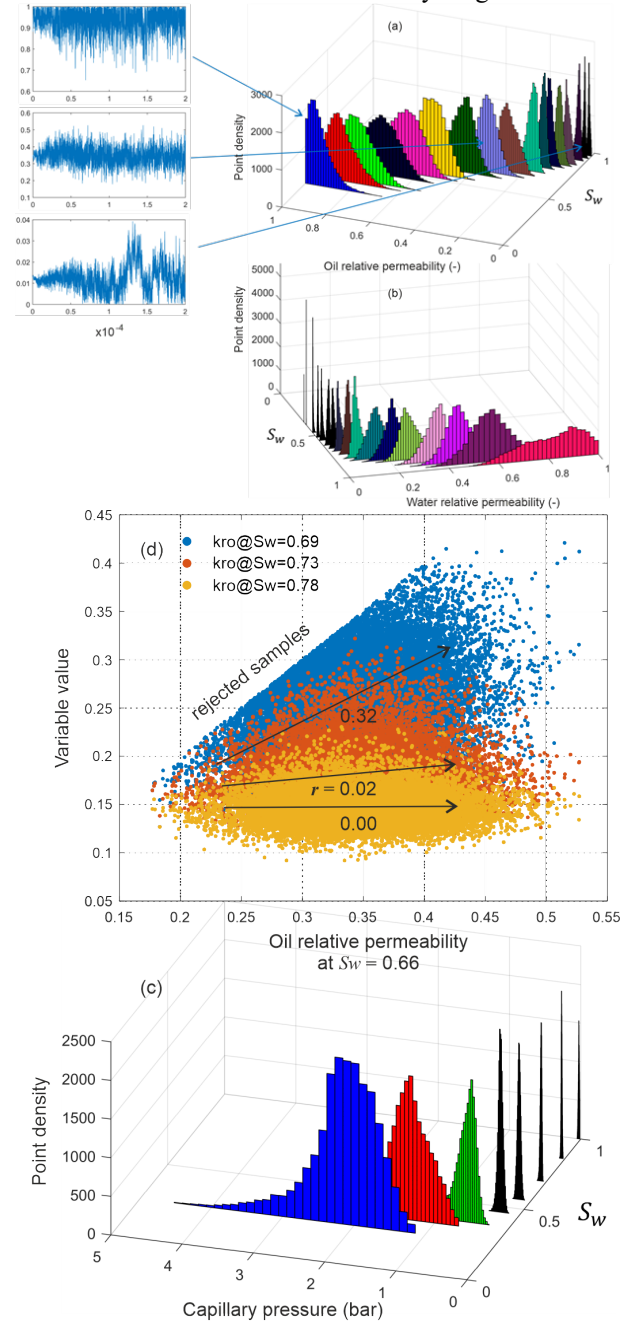 1
0.9
0.8
0.7
0.6
0 0.5 1 1.5 2
0.6
0.5
0.4
0.3
0.2
0.1
0 0.5 1 1.5 2
0.04
0.03
0.02
0.01
0
0 0.5 1 1.5 2
x10-4
(a)
Point density
3000
2000
1000
0
1 0.8 0.6 0.4 0.2 0
Oil relative permeability (-)
0 0.5 1
Sw
(b)
Point density
5000
4000
3000
2000
1000
0
0 0.5 1
Sw
0 0.2 0.4 0.6 0.8 1
Water relative permeability (-)
(d)
kro@Sw=0.69
kro@Sw=0.73
kro@Sw=0.78
rejected samples
0.32
r = 0.02
0.00
Variable value
0.45
0.4
0.35
0.3
0.25
0.2
0.15
0.1
0.05
0.15 0.2 0.25 0.3 0.35 0.4 0.45 0.5 0.55
Oil relative permeability
at Sw = 0.66
(c)
Point density
2500
2000
1500
1000
500
0
5 4 3 2 1 0
Capillary pressure (bar)
0 0.5 1
Sw